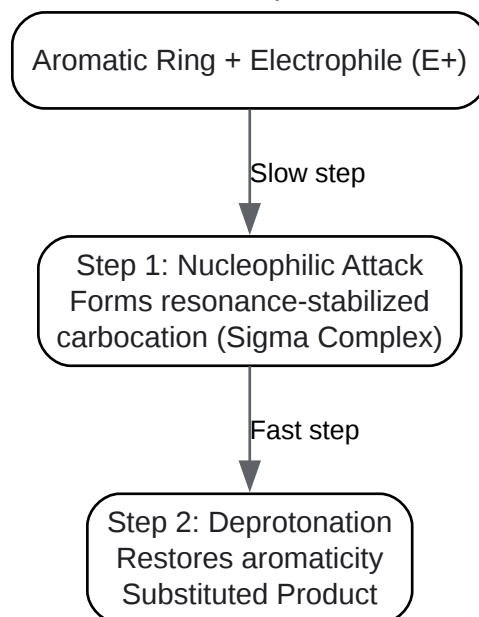 Aromatic Ring + Electrophile (E+)
Slow step
Step 1: Nucleophilic Attack
Forms resonance-stabilized
carbocation (Sigma Complex)
Fast step
Step 2: Deprotonation
Restores aromaticity
Substituted Product